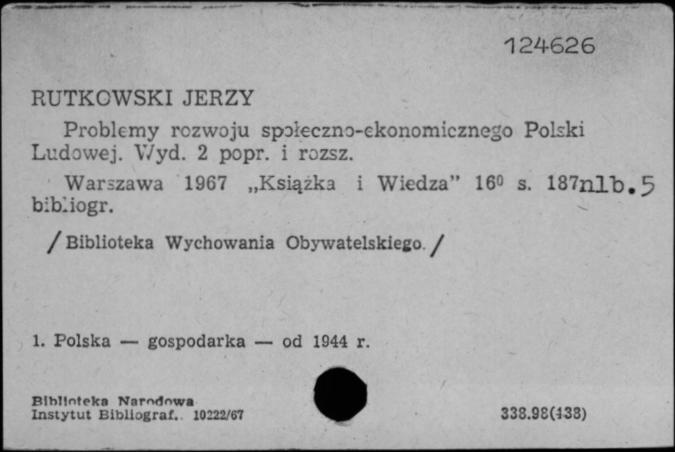 124626
RUTKOWSKI JERZY
Problemy rozwoju społeczno-ekonomicznego Polski
Ludowej. Wyd. 2 popr. i rozsz.
Warszawa 1967 „Książka i Wiedza” 16⁰ s. 187nlb.5
bibliogr.
/Biblioteka Wychowania Obywatelskiego./
1. Polska — gospodarka — od 1944 r.
Biblioteka Narodowa
Instytut Bibliograf. 10222/67
338.98(438)